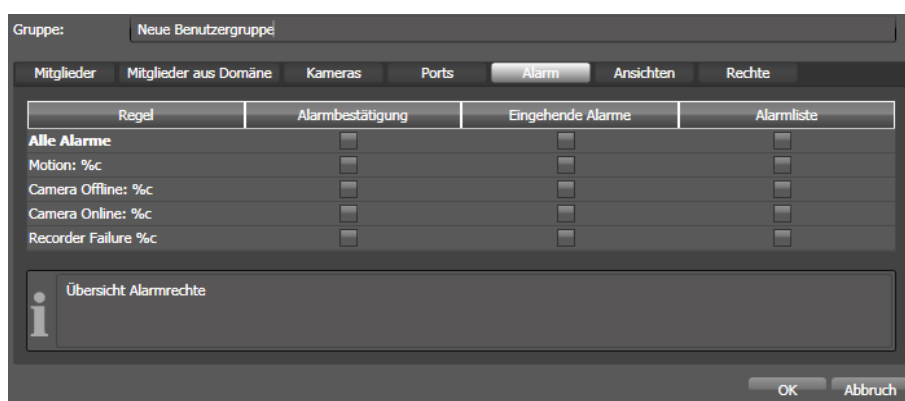 Gruppe: Neue Benutzergruppe
Mitglieder Mitglieder aus Domäne Kameras Ports Alarm Ansichten Rechte
Regel Alarmbestätigung Eingehende Alarme Alarmliste
Alle Alarme
Motion: %c
Camera Offline: %c
Camera Online: %c
Recorder Failure %c
Übersicht Alarmrechte
OK Abbruch